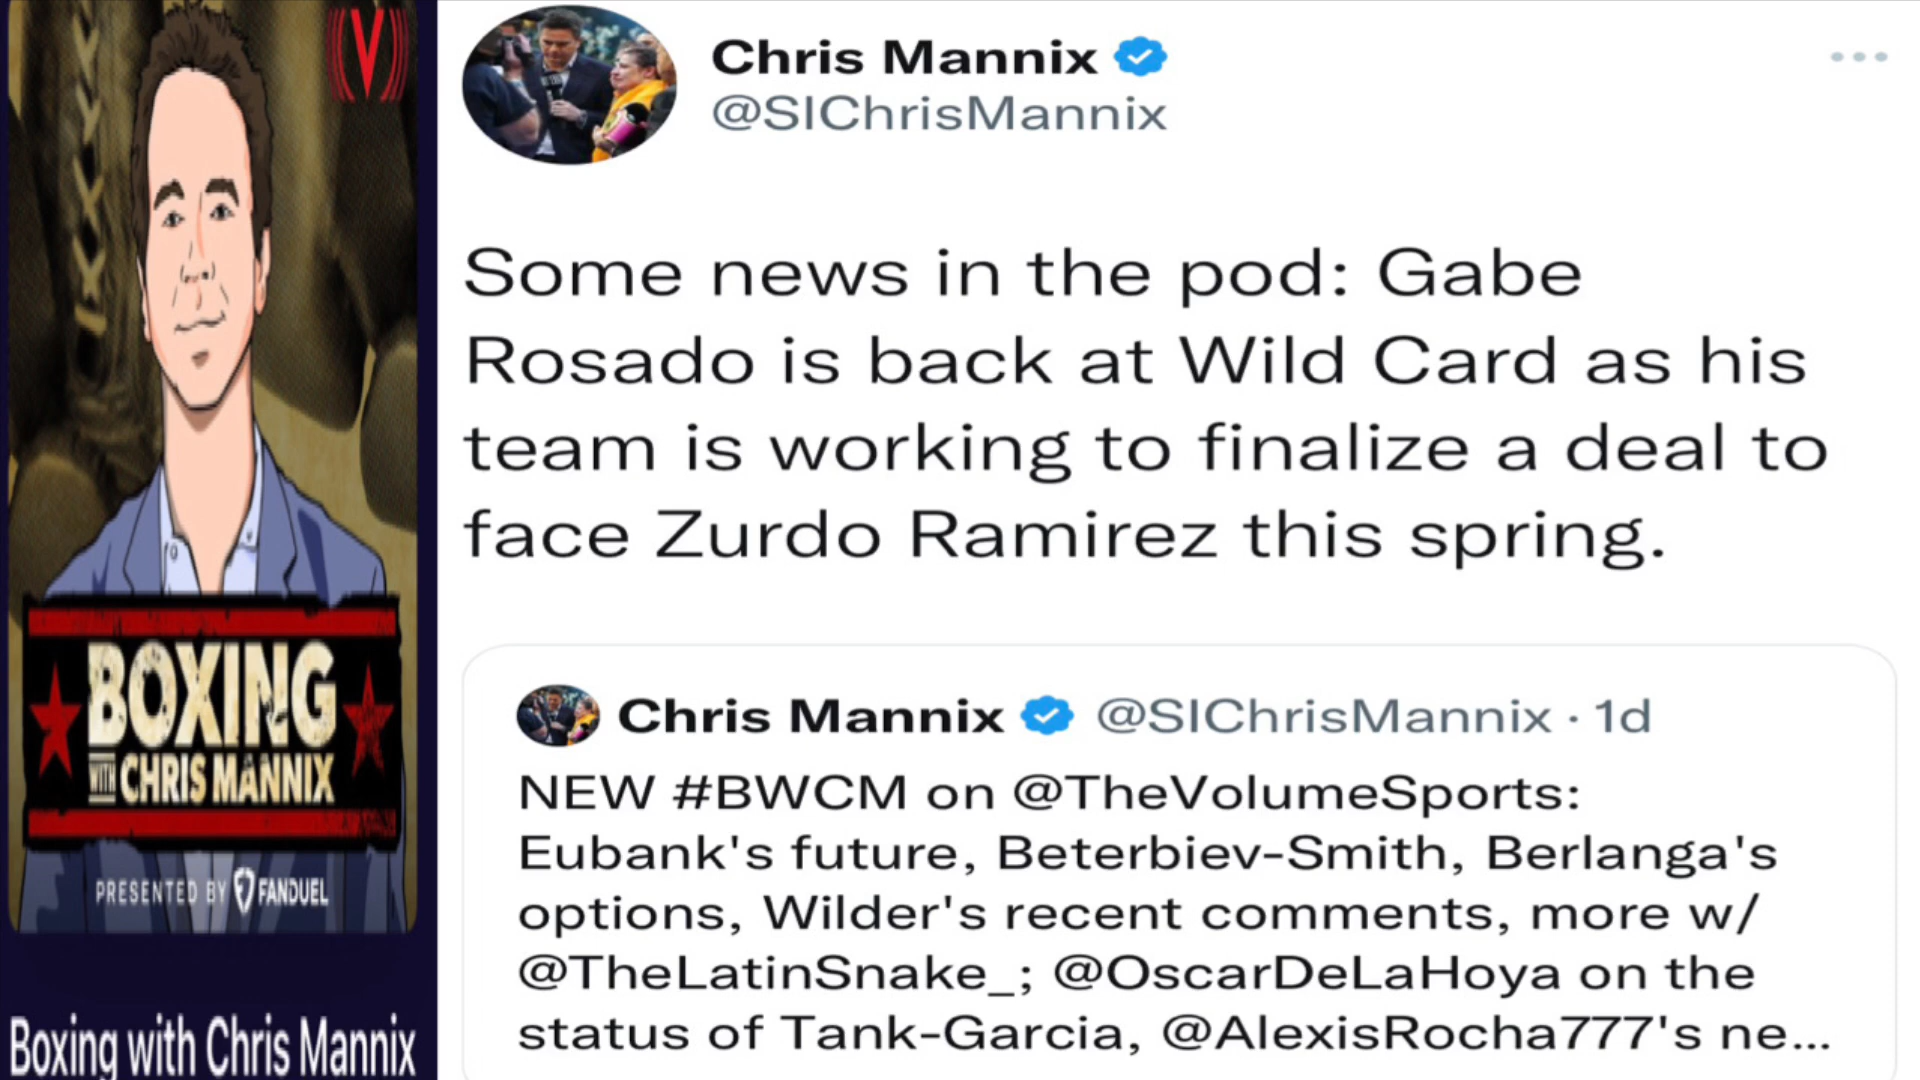 V
BOXING
WITH CHRIS MANNIX
PRESENTED BY FANDUEL
Boxing with Chris Mannix
Chris Mannix
@SIChrisMannix
Some news in the pod: Gabe
Rosado is back at Wild Card as his
team is working to finalize a deal to
face Zurdo Ramirez this spring.
Chris Mannix @SIChrisMannix · 1d
NEW #BWCM on @TheVolumeSports:
Eubank's future, Beterbiev-Smith, Berlanga's
options, Wilder's recent comments, more w/
@TheLatinSnake_; @OscarDeLaHoya on the
status of Tank-Garcia, @AlexisRocha777's ne...